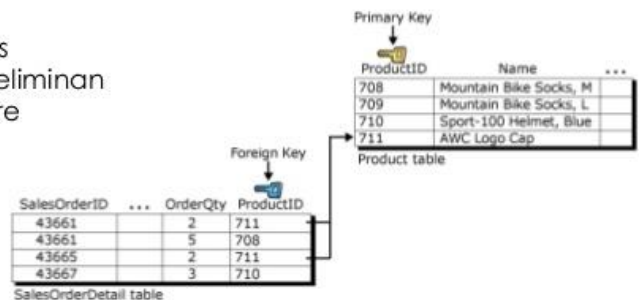 s
eliminan
re
Primary Key
ProductID Name ...
708 Mountain Bike Socks, M
709 Mountain Bike Socks, L
710 Sport-100 Helmet, Blue
711 AWC Logo Cap
Product table
Foreign Key
SalesOrderID ... OrderQty ProductID
43661 2 711
43661 5 708
43665 2 711
43667 3 710
SalesOrderDetail table